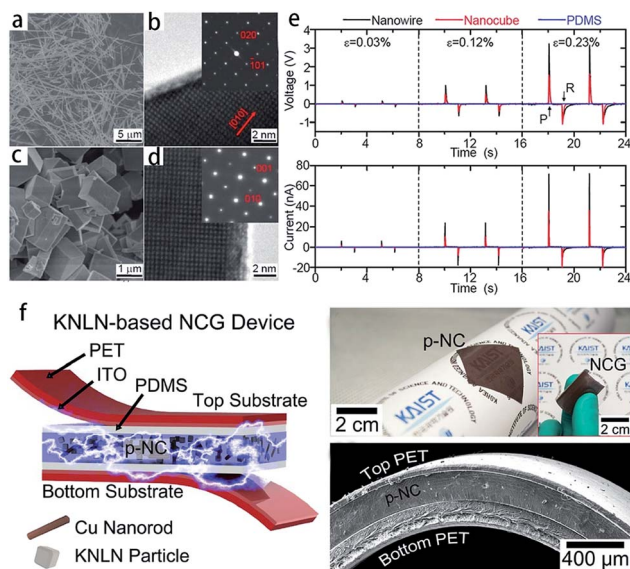 a
b
020
101
[010]
5 μm
2 nm
c
d
001
010
1 μm
2 nm
e
Nanowire
Nanocube
PDMS
ε=0.03%
ε=0.12%
ε=0.23%
Voltage (V)
4
3
2
1
0
-1
R
P
0 4 8 12 16 20 24
Time (s)
Current (nA)
80
60
40
20
0
-20
0 4 8 12 16 20 24
Time (s)
f
KNLN-based NCG Device
PET
ITO
PDMS
Top Substrate
p-NC
Bottom Substrate
Cu Nanorod
KNLN Particle
p-NC
KAIST
NCG
KAIST
2 cm
2 cm
Top PET
p-NC
Bottom PET
400 μm